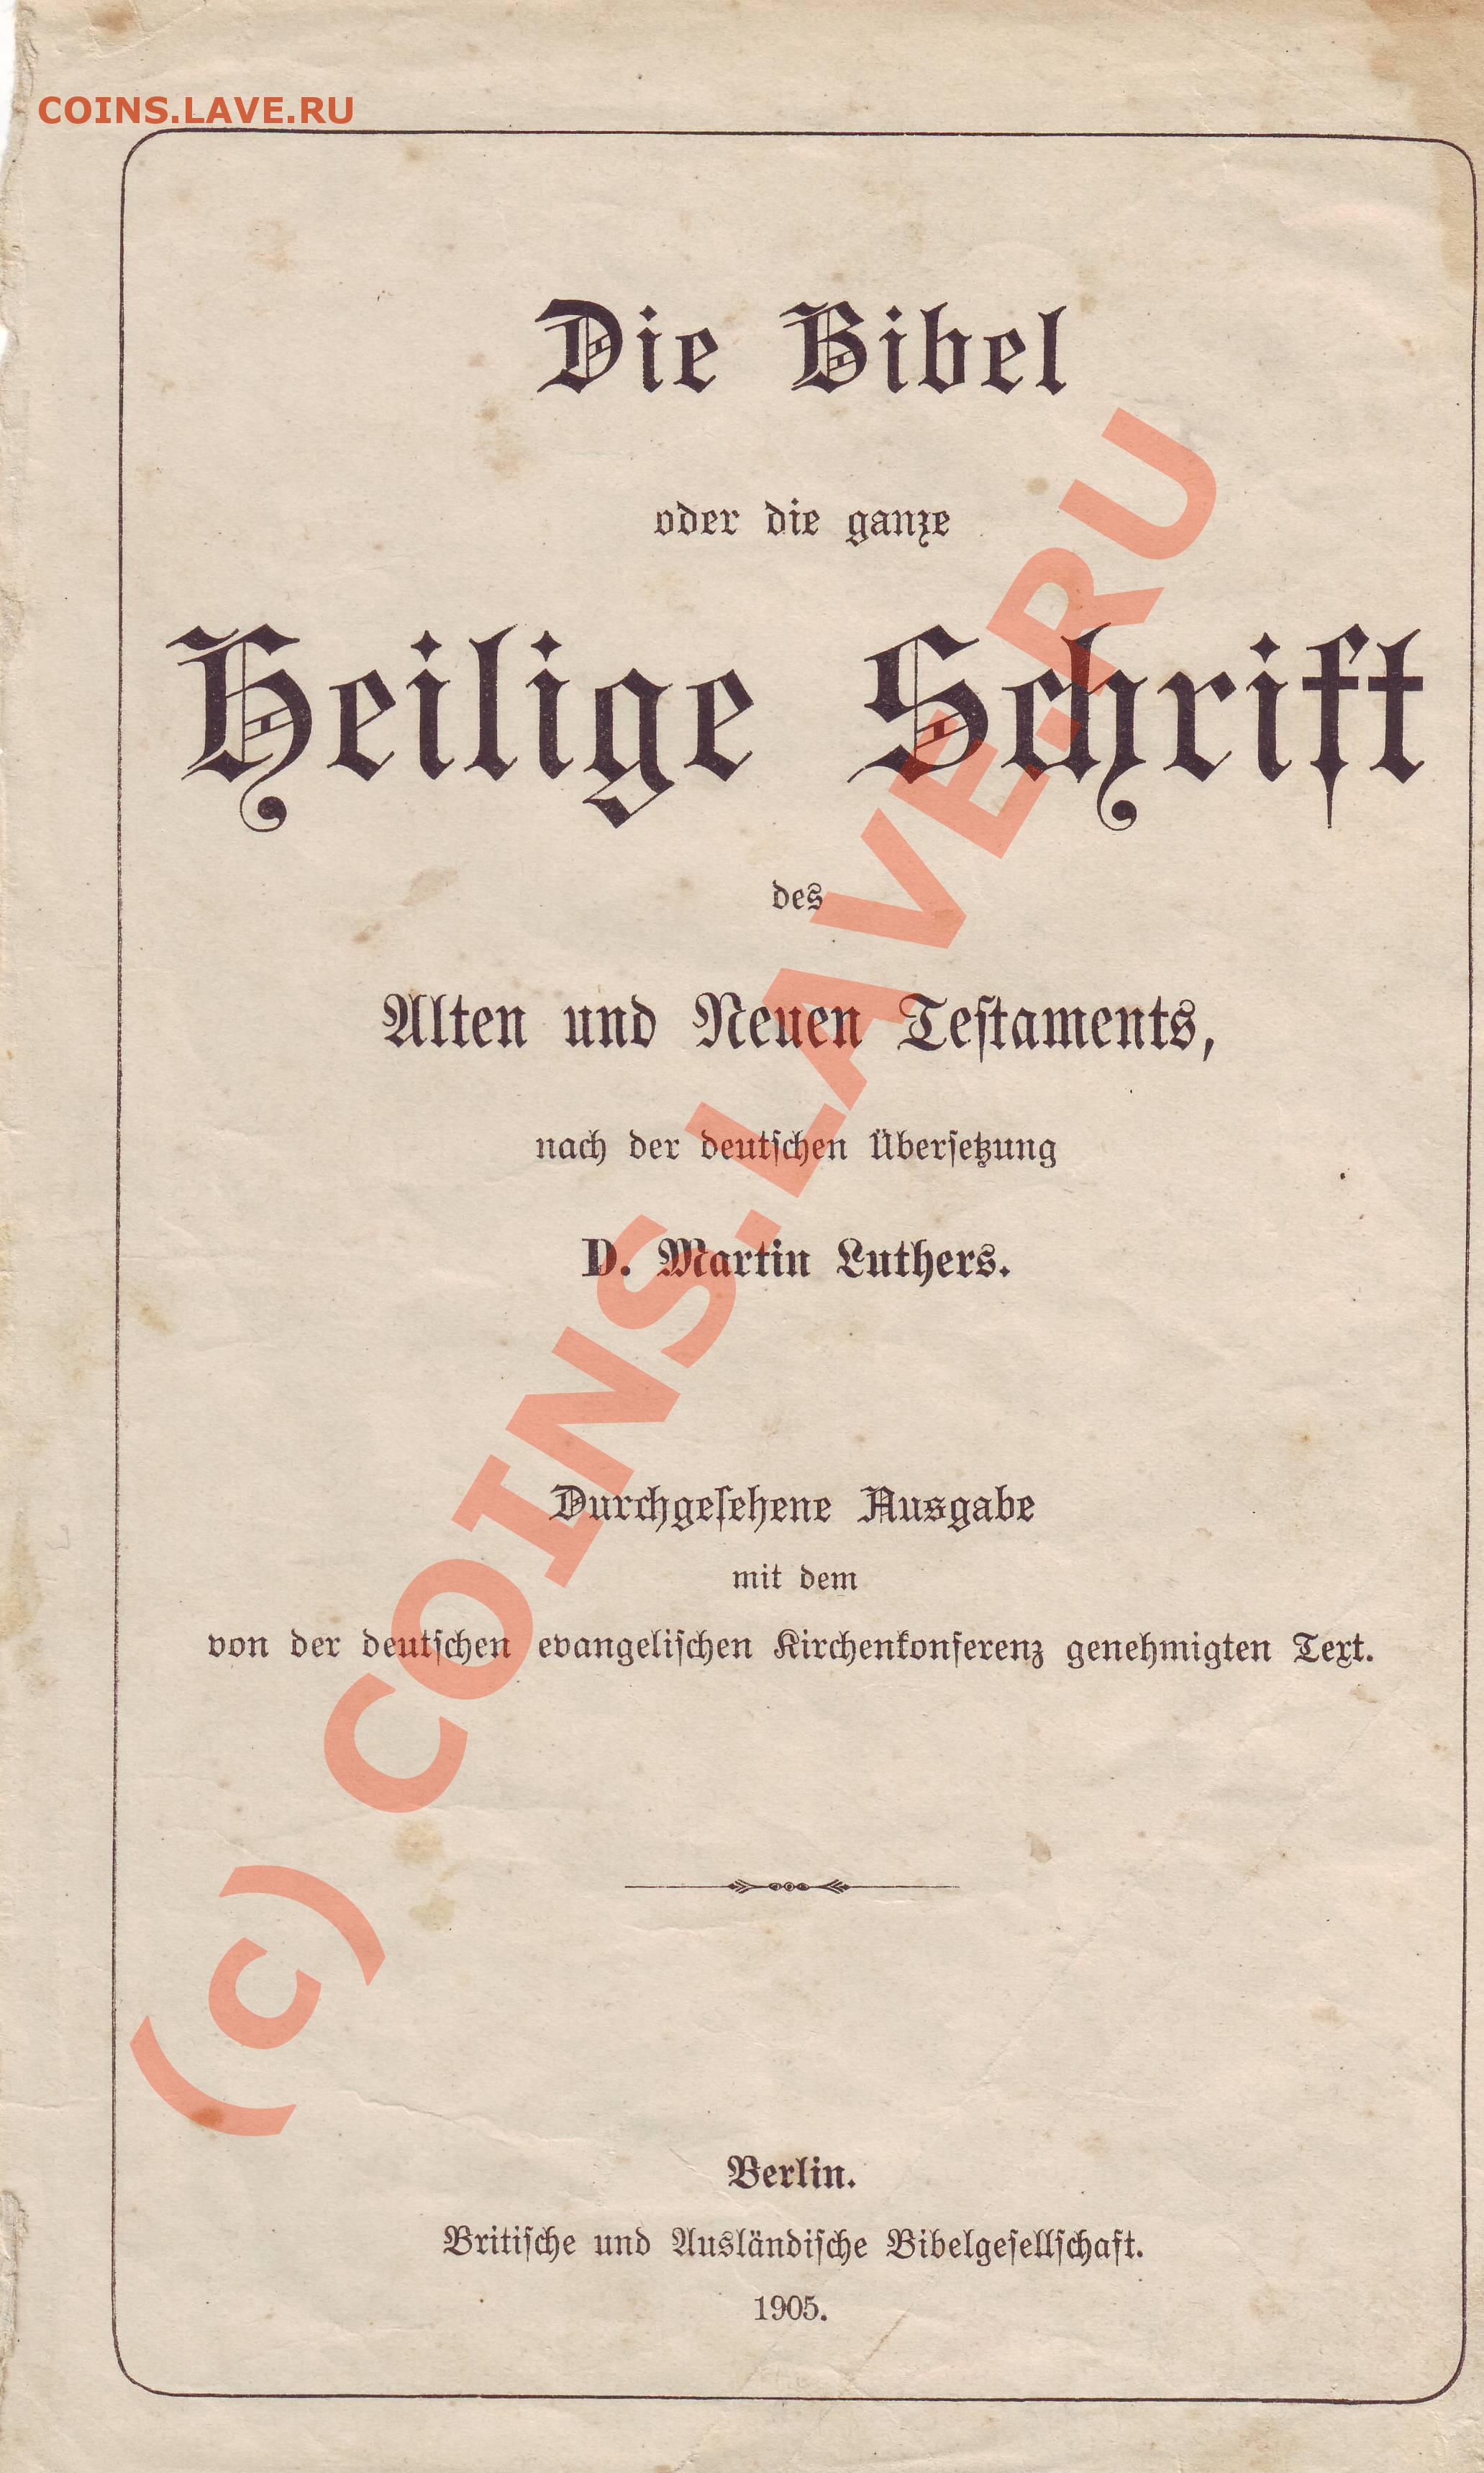 COINS.LAVE.RU
Die Bibel
oder die ganze
Heilige Schrift
des
Alten und Neuen Teſtaments,
nach der deutſchen Überſetzung
D. Martin Luthers.
Durchgeſehene Ausgabe
mit dem
von der deutſchen evangeliſchen Kirchenkonferenz genehmigten Text.
Berlin.
Britiſche und Ausländiſche Bibelgeſellſchaft.
1905.
(c) COINS.LAVE.RU